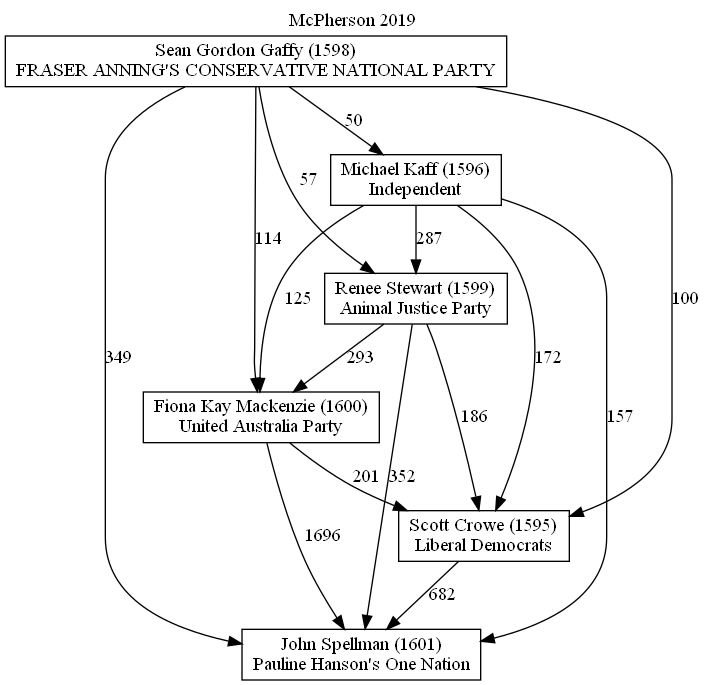 McPherson 2019
Sean Gordon Gaffy (1598)
FRASER ANNING'S CONSERVATIVE NATIONAL PARTY
50
Michael Kaff (1596)
Independent
57
114
287
Renee Stewart (1599)
Animal Justice Party
125
100
349
293
172
Fiona Kay Mackenzie (1600)
United Australia Party
186
157
201
352
Scott Crowe (1595)
Liberal Democrats
1696
682
John Spellman (1601)
Pauline Hanson's One Nation